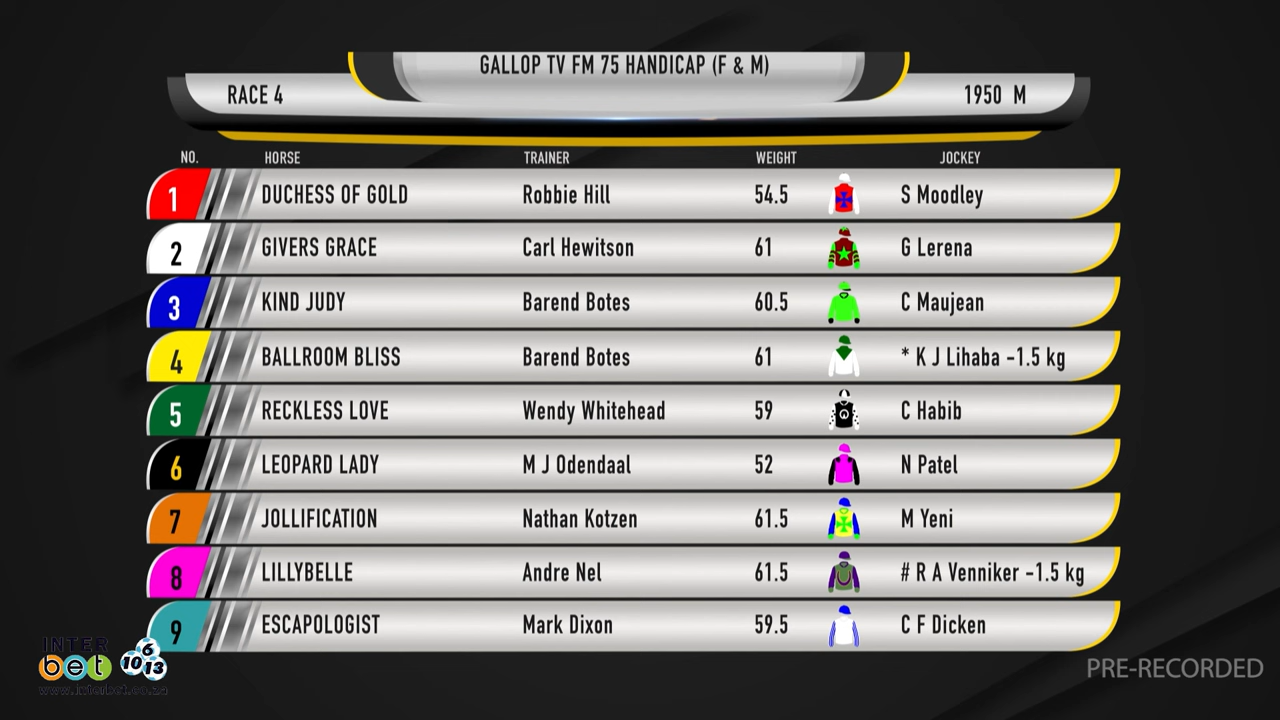 GALLOP TV FM 75 HANDICAP (F & M)
RACE 4 1950 M
NO. HORSE TRAINER WEIGHT JOCKEY
1 DUCHESS OF GOLD Robbie Hill 54.5 S Moodley
2 GIVERS GRACE Carl Hewitson 61 G Lerena
3 KIND JUDY Barend Botes 60.5 C Maujean
4 BALLROOM BLISS Barend Botes 61 * K J Lihaba -1.5 kg
5 RECKLESS LOVE Wendy Whitehead 59 C Habib
6 LEOPARD LADY M J Odendaal 52 N Patel
7 JOLLIFICATION Nathan Kotzen 61.5 M Yeni
8 LILLYBELLE Andre Nel 61.5 # R A Venniker -1.5 kg
9 ESCAPOLOGIST Mark Dixon 59.5 C F Dicken
INTER
bet 10 6 13
www.interbet.co.za
PRE-RECORDED